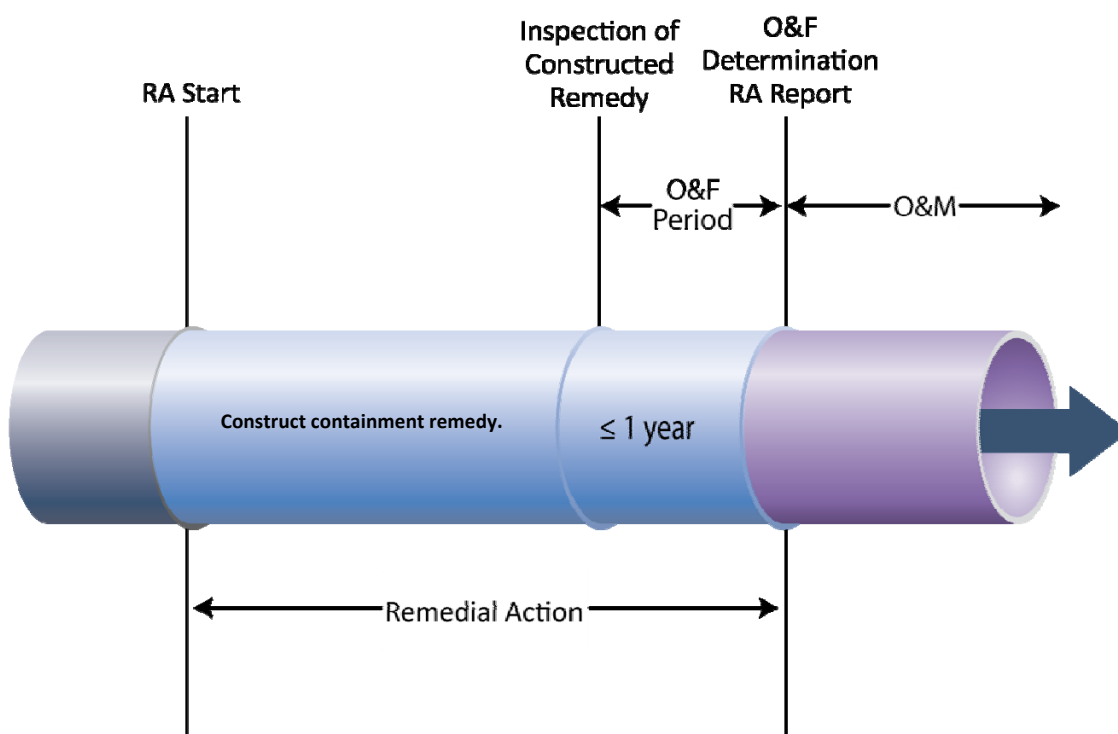 RA Start
Inspection of
Constructed
Remedy
O&F
Determination
RA Report
O&F
Period
O&M
Construct containment remedy.
≤ 1 year
Remedial Action